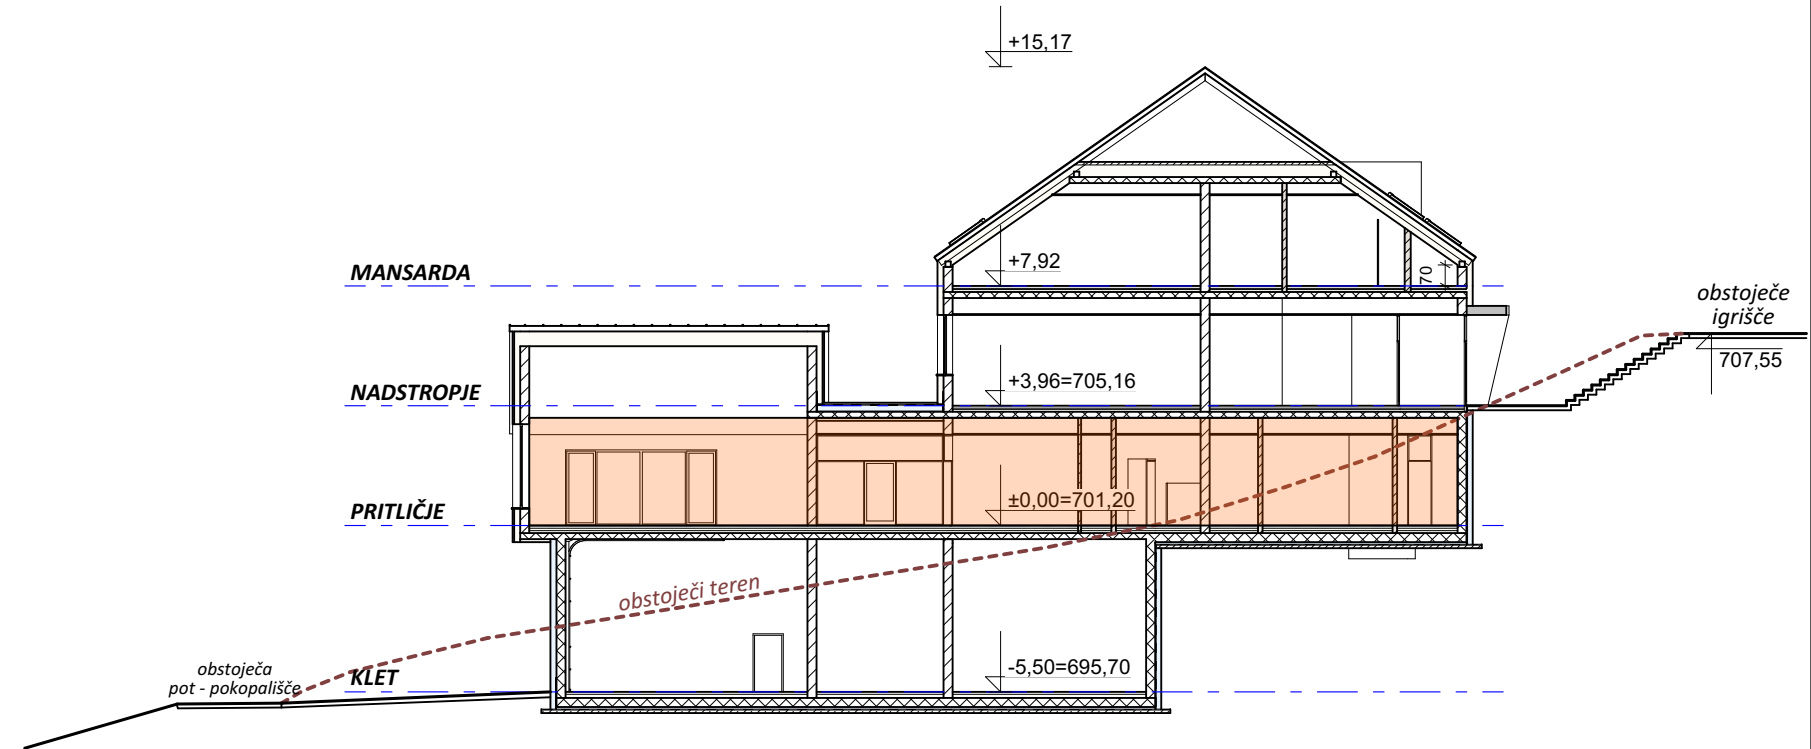 +15,17
MANSARDA
+7,92
70
obstoječe
igrišče
707,55
NADSTROPJE
+3,96=705,16
PRITLIČJE
±0,00=701,20
obstoječi teren
obstoječa
pot - pokopališče
KLET
-5,50=695,70